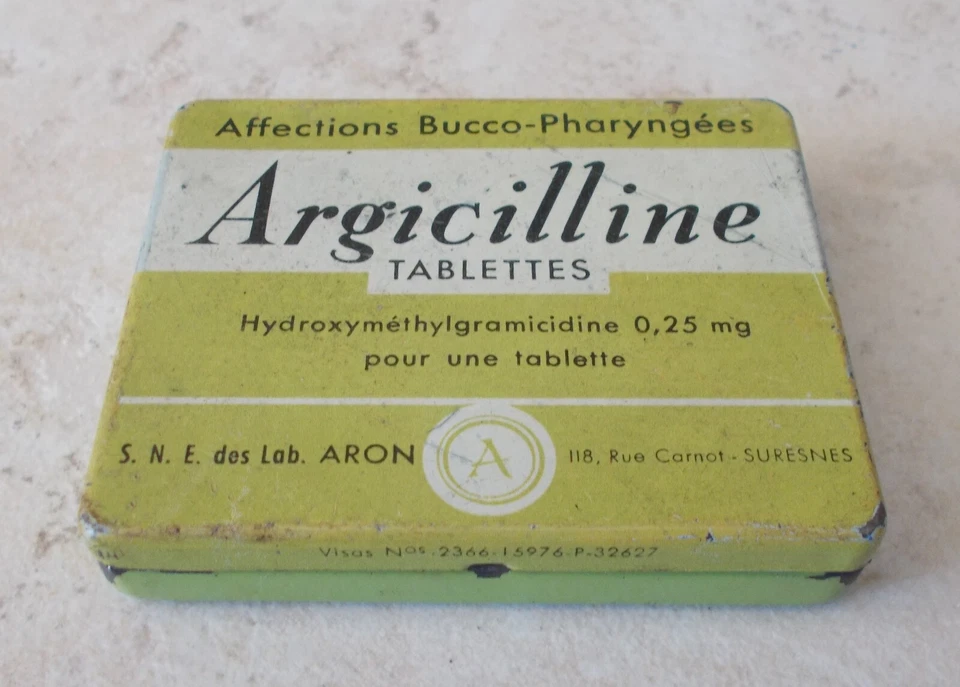 Affections Bucco-Pharyngées
Argicilline
TABLETTES
Hydroxyméthylgramicidine 0,25 mg
pour une tablette
S. N. E. des Lab. ARON A 118, Rue Carnot - SURESNES
Visas Nos. 2366-15976-P-32627